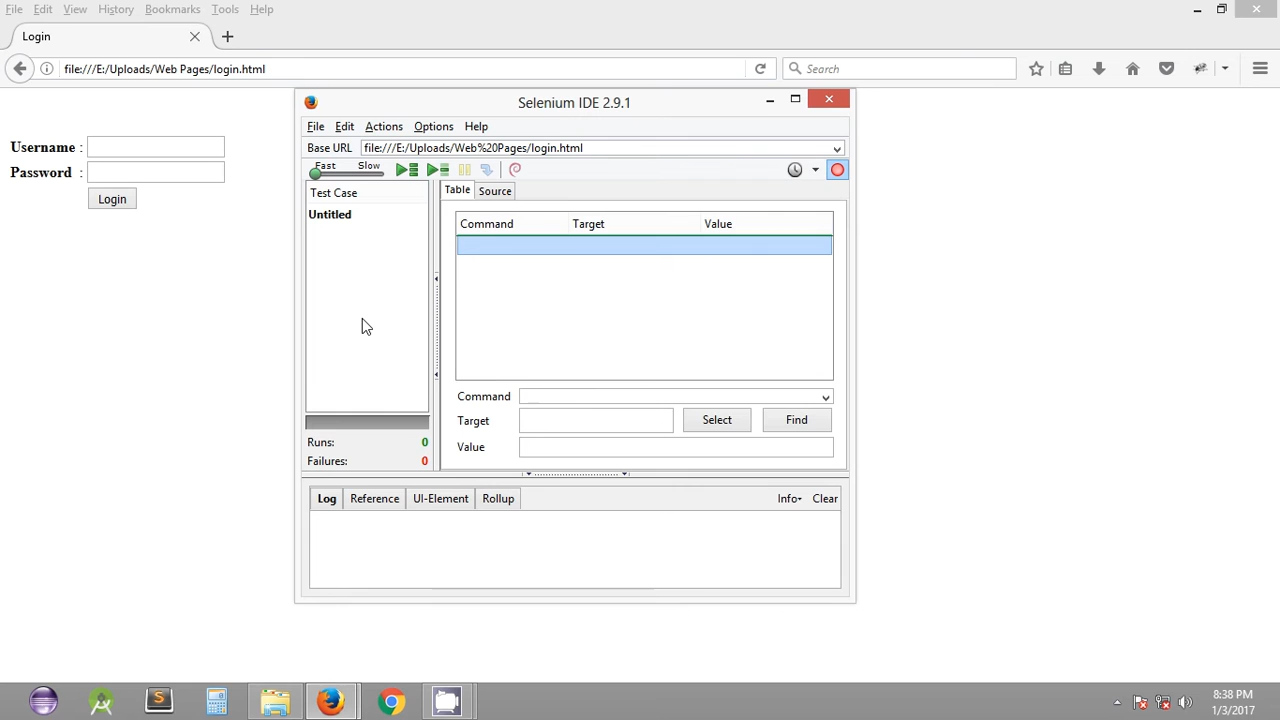 File Edit View History Bookmarks Tools Help
Login
file:///E:/Uploads/Web Pages/login.html
Search
Selenium IDE 2.9.1
File Edit Actions Options Help
Base URL file:///E:/Uploads/Web%20Pages/login.html
Fast Slow
Username :
Password :
Login
Test Case
Untitled
Runs: 0
Failures: 0
Table Source
Command Target Value
Command
Target Select Find
Value
Log Reference UI-Element Rollup Info Clear
8:38 PM
1/3/2017